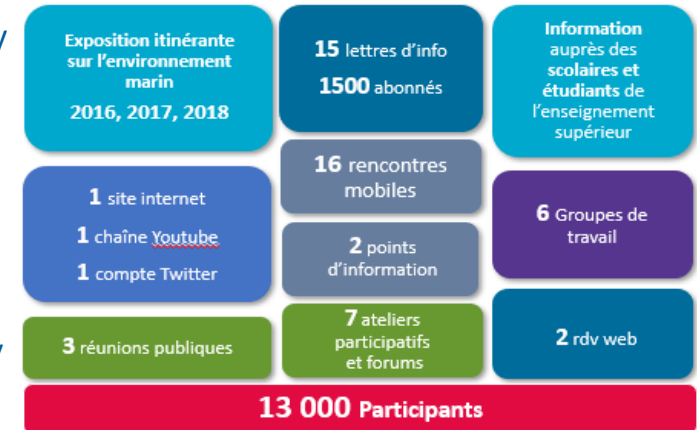 Exposition itinérante
sur l'environnement
marin
2016, 2017, 2018
15 lettres d'info
1500 abonnés
Information
auprès des
scolaires et
étudiants de
l'enseignement
supérieur
1 site internet
1 chaîne Youtube
1 compte Twitter
16 rencontres
mobiles
2 points
d'information
6 Groupes de
travail
3 réunions publiques
7 ateliers
participatifs
et forums
2 rdv web
13 000 Participants